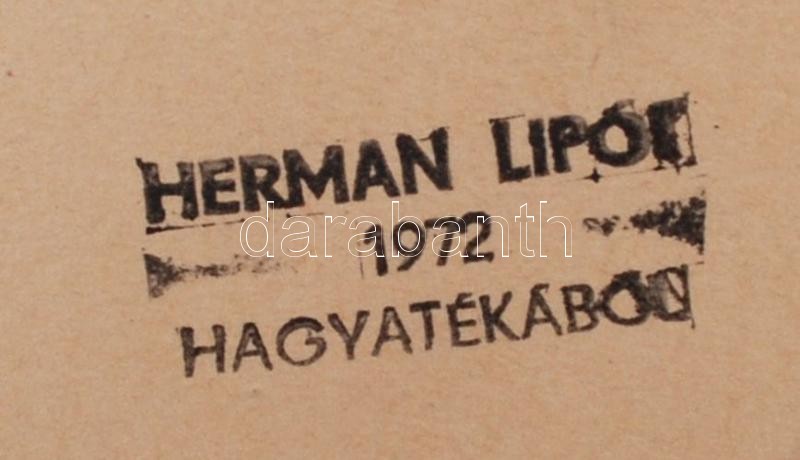 HERMAN LIPÓT
1972
HAGYATÉKÁBÓL
darabanth